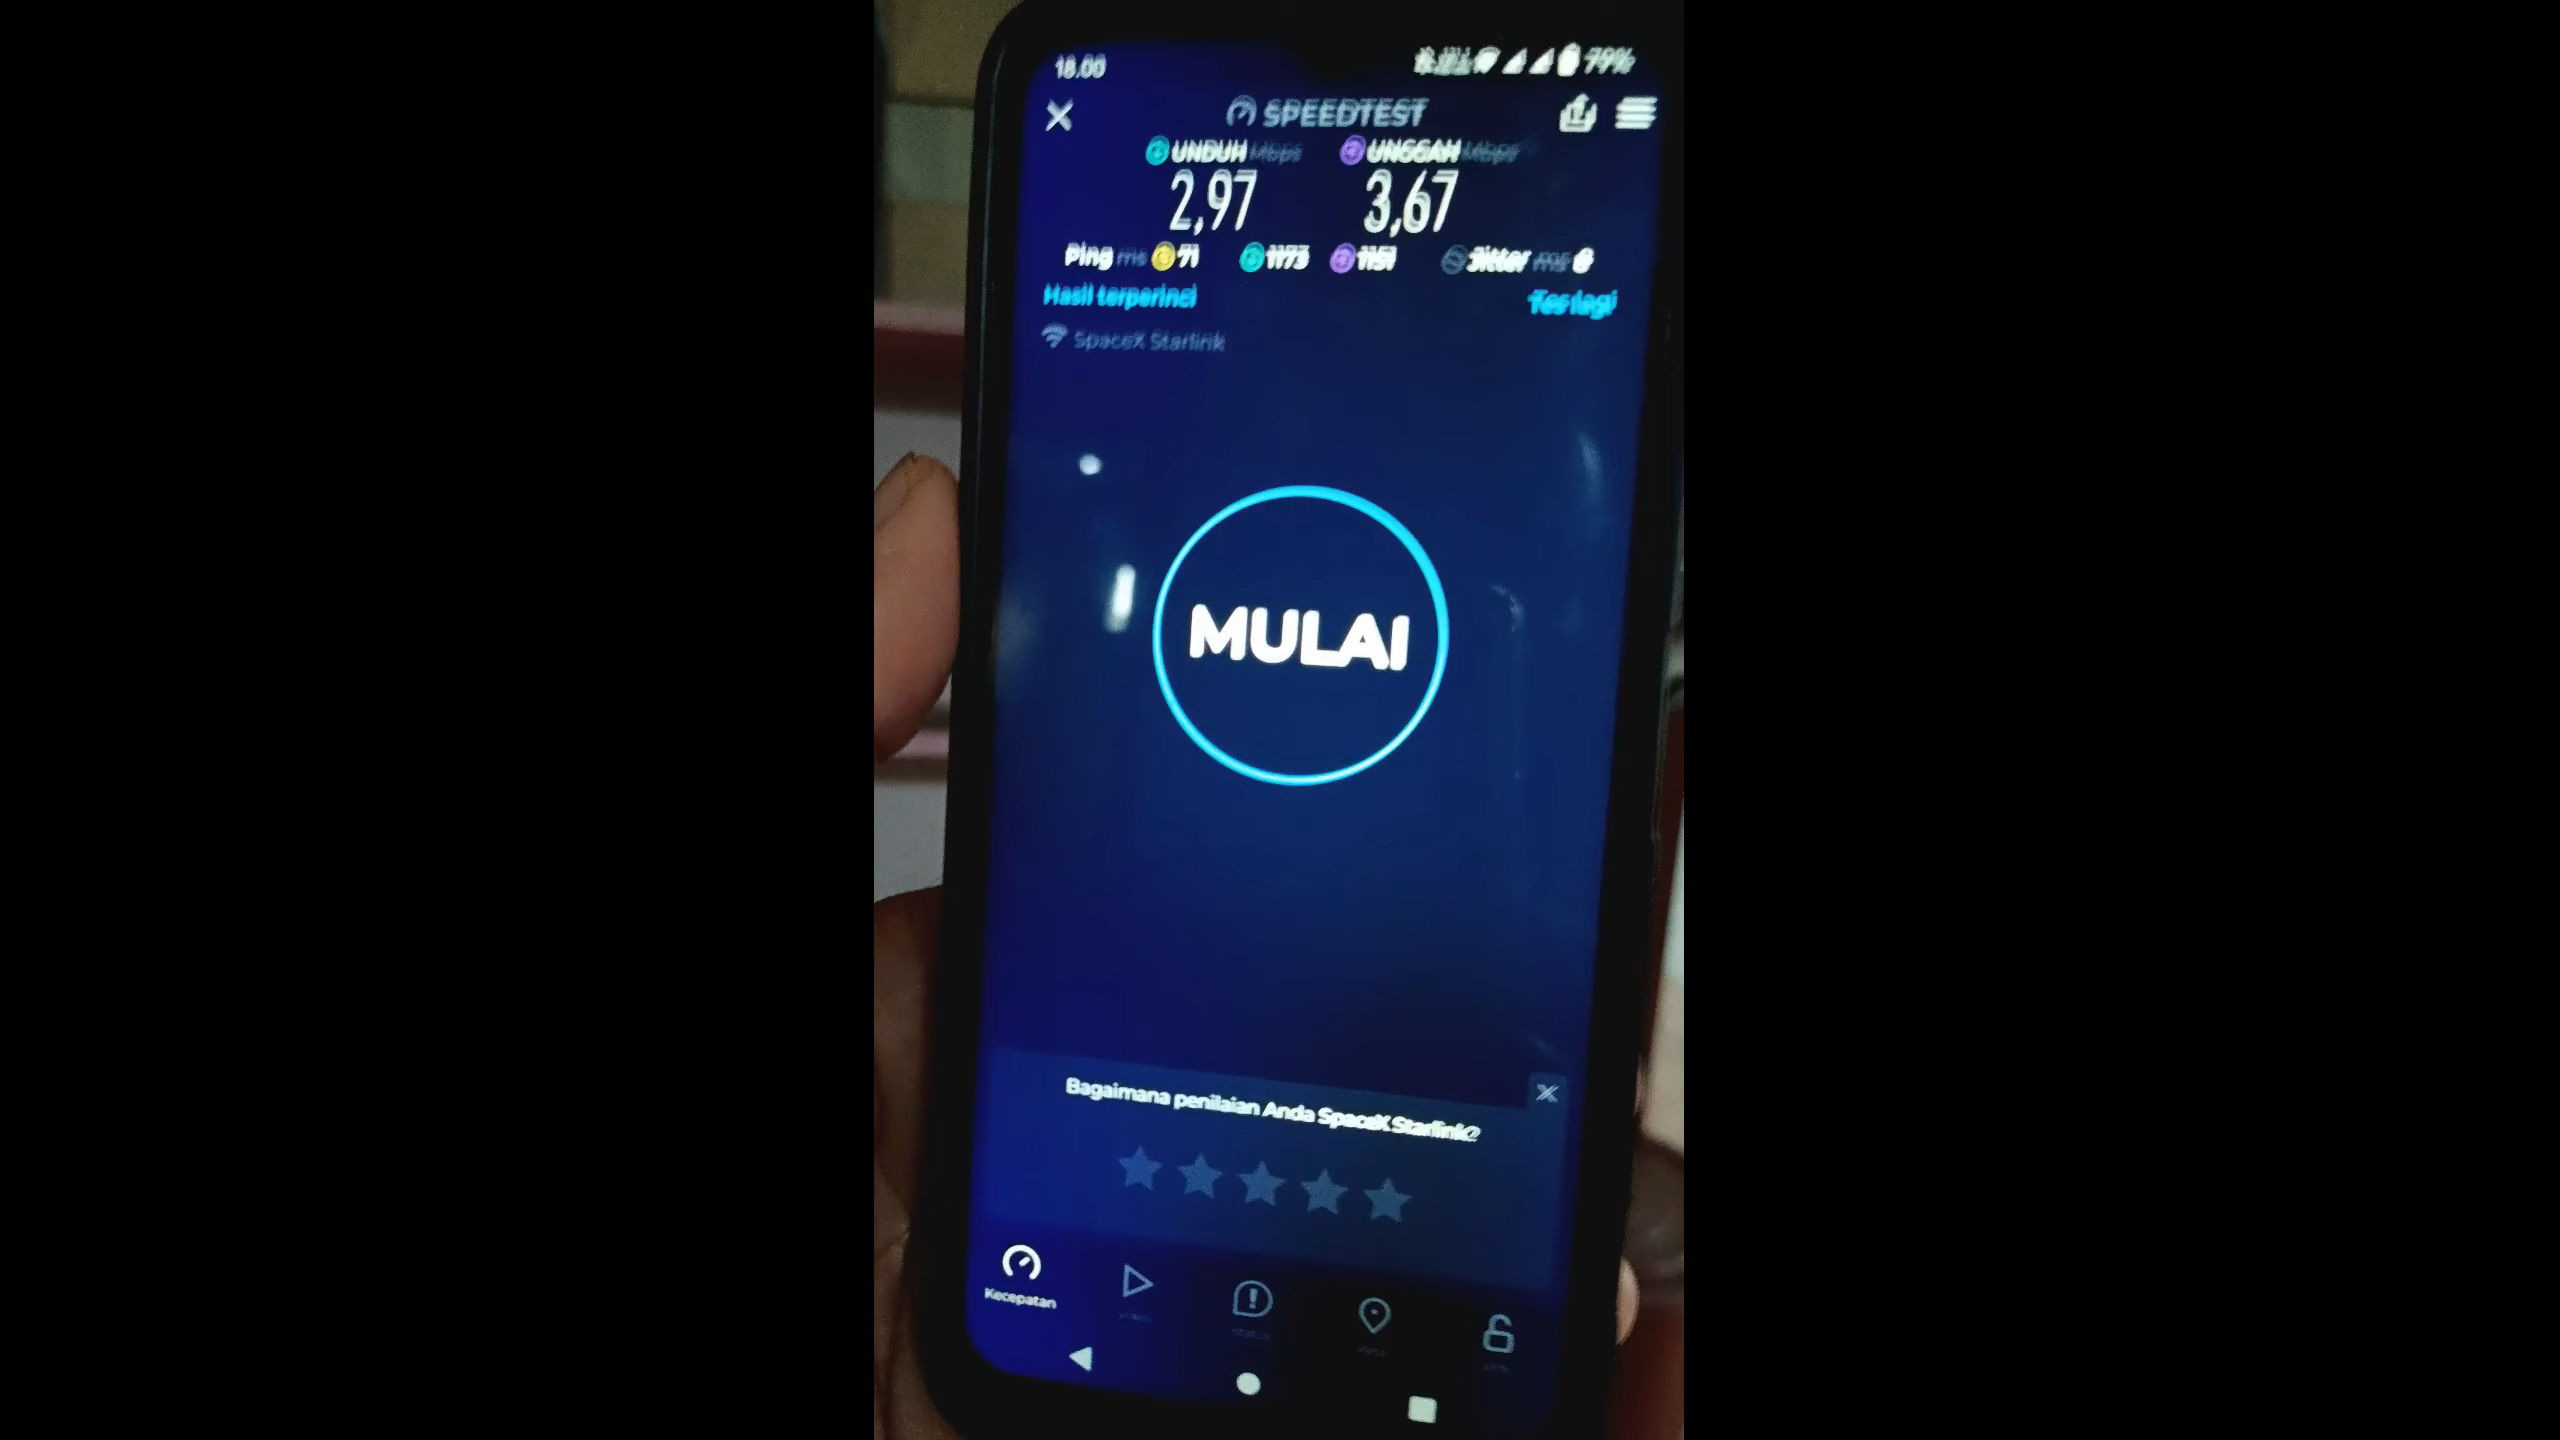 18.00
79%
SPEEDTEST
UNDUH Mbps UNGGAH Mbps
2,97 3,67
Ping ms 71 1173 1151 Jitter ms
Hasil terperinci Tes lagi
SpaceX Starlink
MULAI
Bagaimana penilaian Anda SpaceX Starlink?
Kecepatan